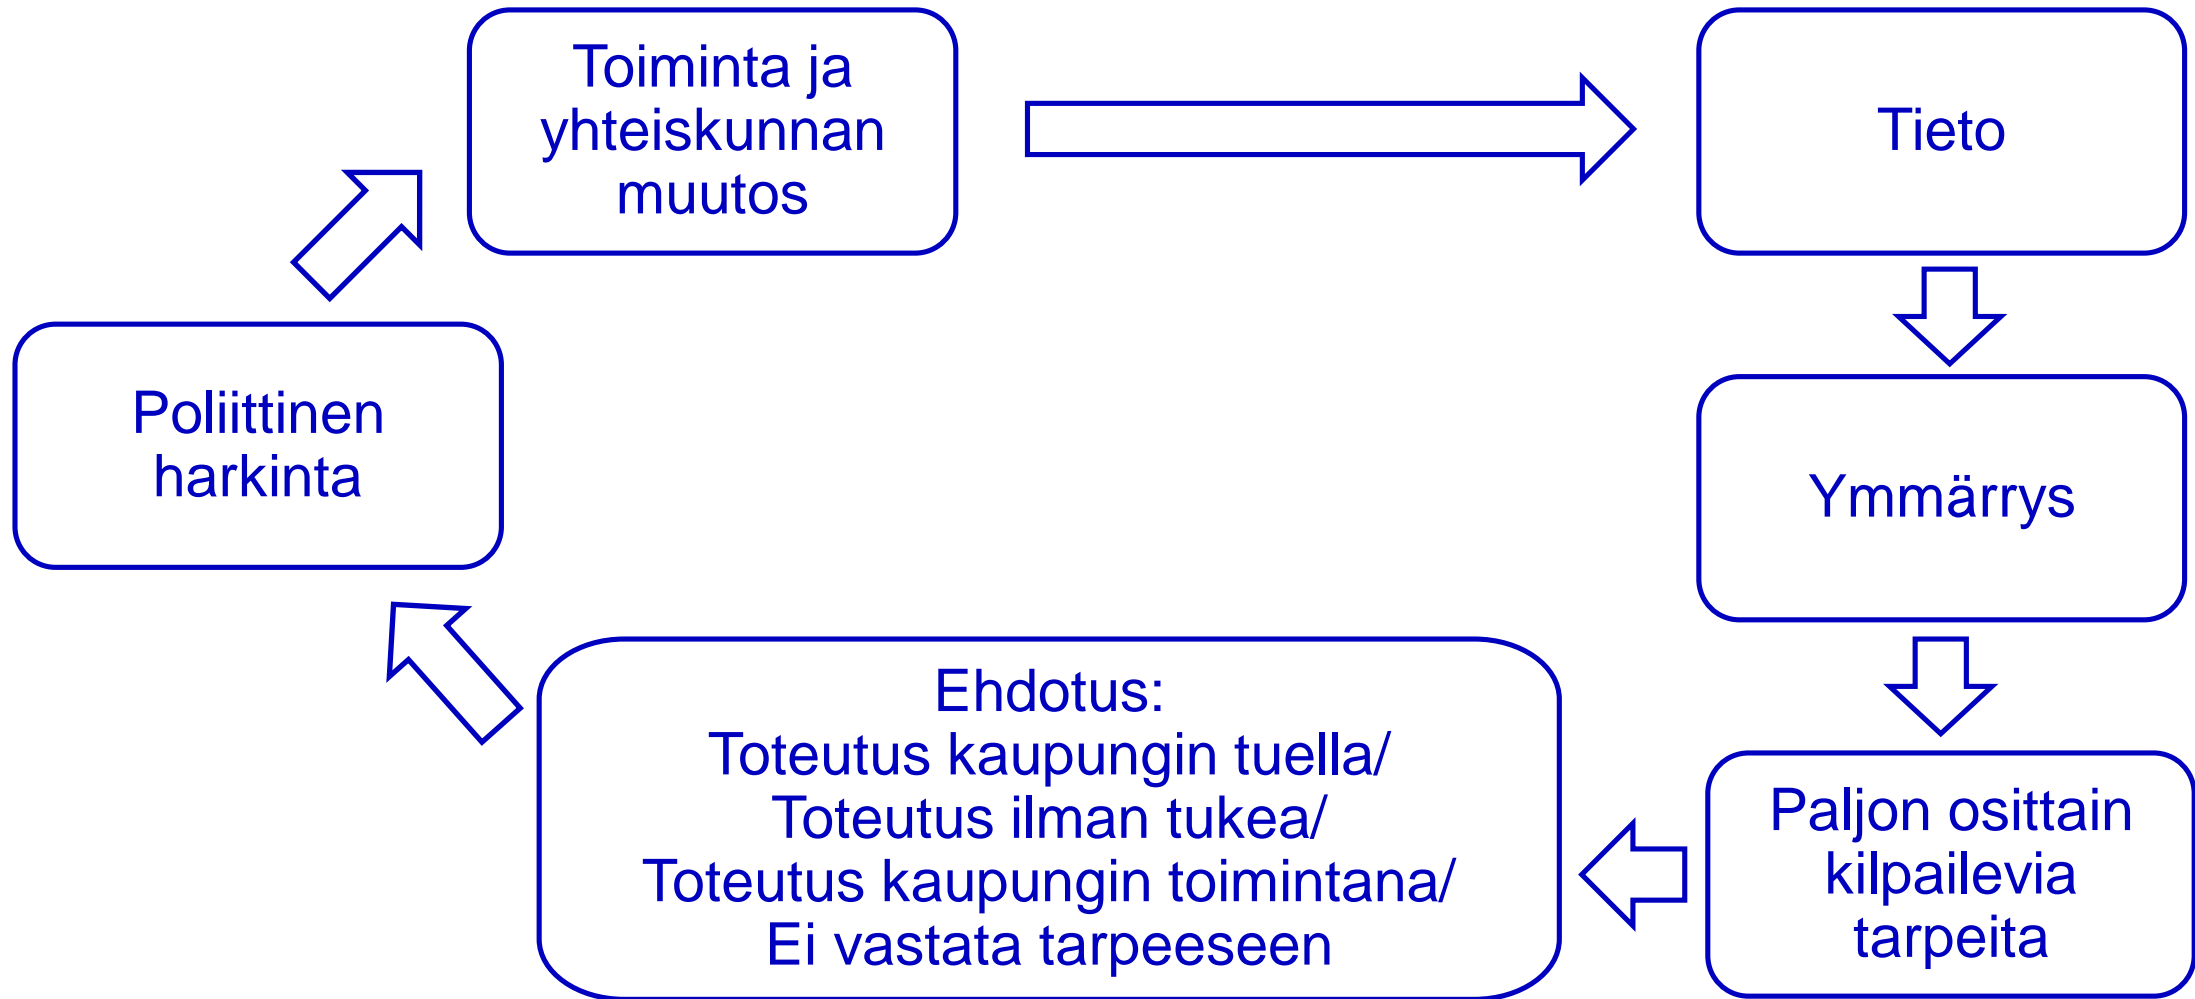 Toiminta ja
yhteiskunnan
muutos
Tieto
Ymmärrys
Paljon osittain
kilpailevia
tarpeita
Ehdotus:
Toteutus kaupungin tuella/
Toteutus ilman tukea/
Toteutus kaupungin toimintana/
Ei vastata tarpeeseen
Poliittinen
harkinta